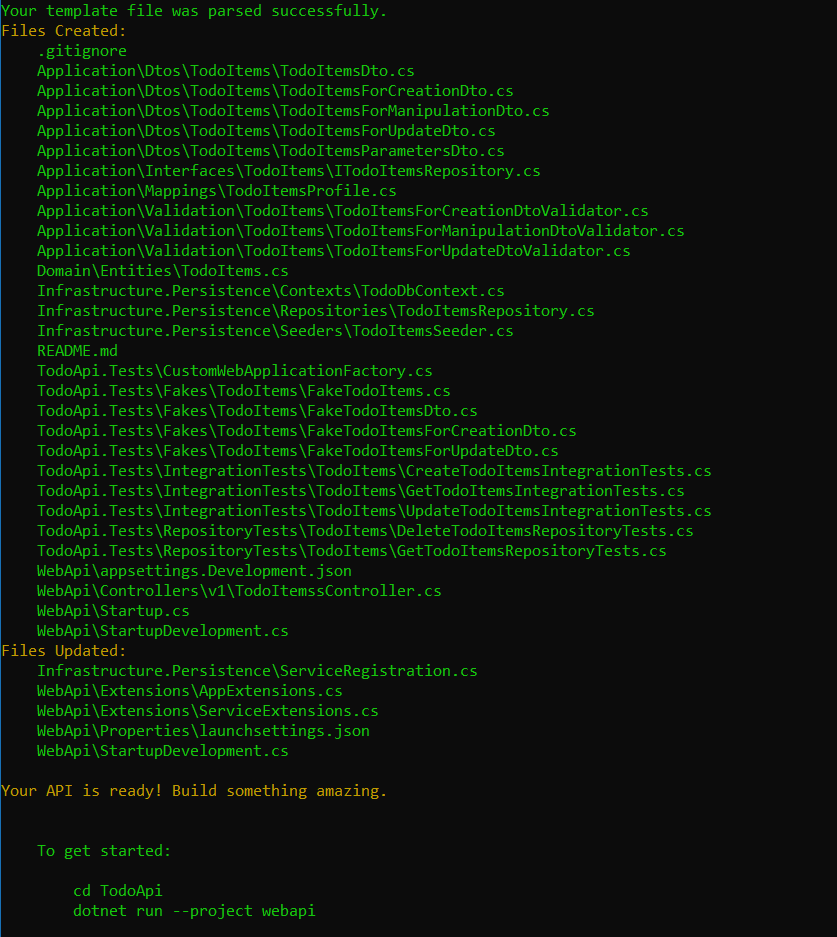 Your template file was parsed successfully.
Files Created:
.gitignore
Application\Dtos\TodoItems\TodoItemsDto.cs
Application\Dtos\TodoItems\TodoItemsForCreationDto.cs
Application\Dtos\TodoItems\TodoItemsForManipulationDto.cs
Application\Dtos\TodoItems\TodoItemsForUpdateDto.cs
Application\Dtos\TodoItems\TodoItemsParametersDto.cs
Application\Interfaces\TodoItems\ITodoItemsRepository.cs
Application\Mappings\TodoItemsProfile.cs
Application\Validation\TodoItems\TodoItemsForCreationDtoValidator.cs
Application\Validation\TodoItems\TodoItemsForManipulationDtoValidator.cs
Application\Validation\TodoItems\TodoItemsForUpdateDtoValidator.cs
Domain\Entities\TodoItems.cs
Infrastructure.Persistence\Contexts\TodoDbContext.cs
Infrastructure.Persistence\Repositories\TodoItemsRepository.cs
Infrastructure.Persistence\Seeders\TodoItemsSeeder.cs
README.md
TodoApi.Tests\CustomWebApplicationFactory.cs
TodoApi.Tests\Fakes\TodoItems\FakeTodoItems.cs
TodoApi.Tests\Fakes\TodoItems\FakeTodoItemsDto.cs
TodoApi.Tests\Fakes\TodoItems\FakeTodoItemsForCreationDto.cs
TodoApi.Tests\Fakes\TodoItems\FakeTodoItemsForUpdateDto.cs
TodoApi.Tests\IntegrationTests\TodoItems\CreateTodoItemsIntegrationTests.cs
TodoApi.Tests\IntegrationTests\TodoItems\GetTodoItemsIntegrationTests.cs
TodoApi.Tests\IntegrationTests\TodoItems\UpdateTodoItemsIntegrationTests.cs
TodoApi.Tests\RepositoryTests\TodoItems\DeleteTodoItemsRepositoryTests.cs
TodoApi.Tests\RepositoryTests\TodoItems\GetTodoItemsRepositoryTests.cs
WebApi\appsettings.Development.json
WebApi\Controllers\v1\TodoItemssController.cs
WebApi\Startup.cs
WebApi\StartupDevelopment.cs
Files Updated:
Infrastructure.Persistence\ServiceRegistration.cs
WebApi\Extensions\AppExtensions.cs
WebApi\Extensions\ServiceExtensions.cs
WebApi\Properties\launchsettings.json
WebApi\StartupDevelopment.cs
Your API is ready! Build something amazing.
To get started:
cd TodoApi
dotnet run --project webapi